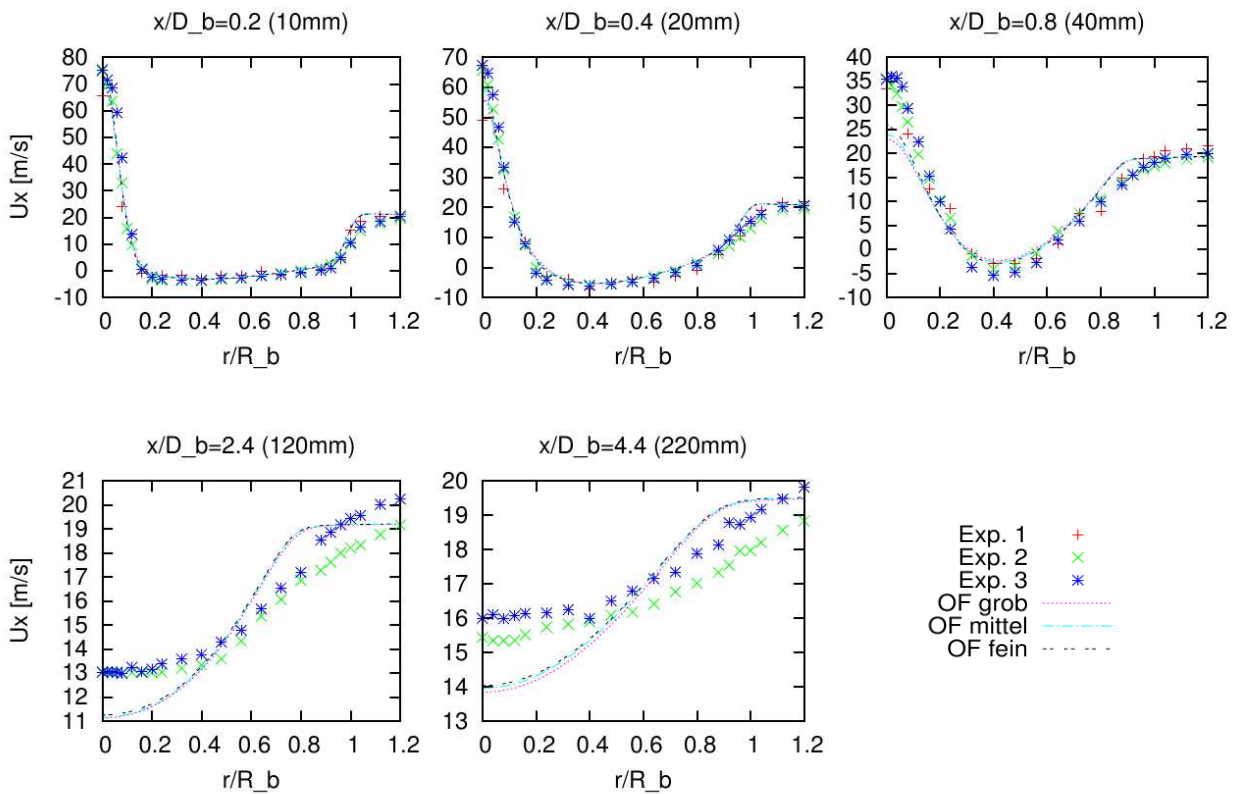 x/D_b=0.2 (10mm)
x/D_b=0.4 (20mm)
x/D_b=0.8 (40mm)
Ux [m/s]
80
70
60
50
40
30
20
10
0
-10
0 0.2 0.4 0.6 0.8 1 1.2
r/R_b
70
60
50
40
30
20
10
0
-10
0 0.2 0.4 0.6 0.8 1 1.2
r/R_b
40
35
30
25
20
15
10
5
0
-5
-10
0 0.2 0.4 0.6 0.8 1 1.2
r/R_b
x/D_b=2.4 (120mm)
x/D_b=4.4 (220mm)
Ux [m/s]
21
20
19
18
17
16
15
14
13
12
11
0 0.2 0.4 0.6 0.8 1 1.2
r/R_b
20
19
18
17
16
15
14
13
0 0.2 0.4 0.6 0.8 1 1.2
r/R_b
Exp. 1
Exp. 2
Exp. 3
OF grob
OF mittel
OF fein